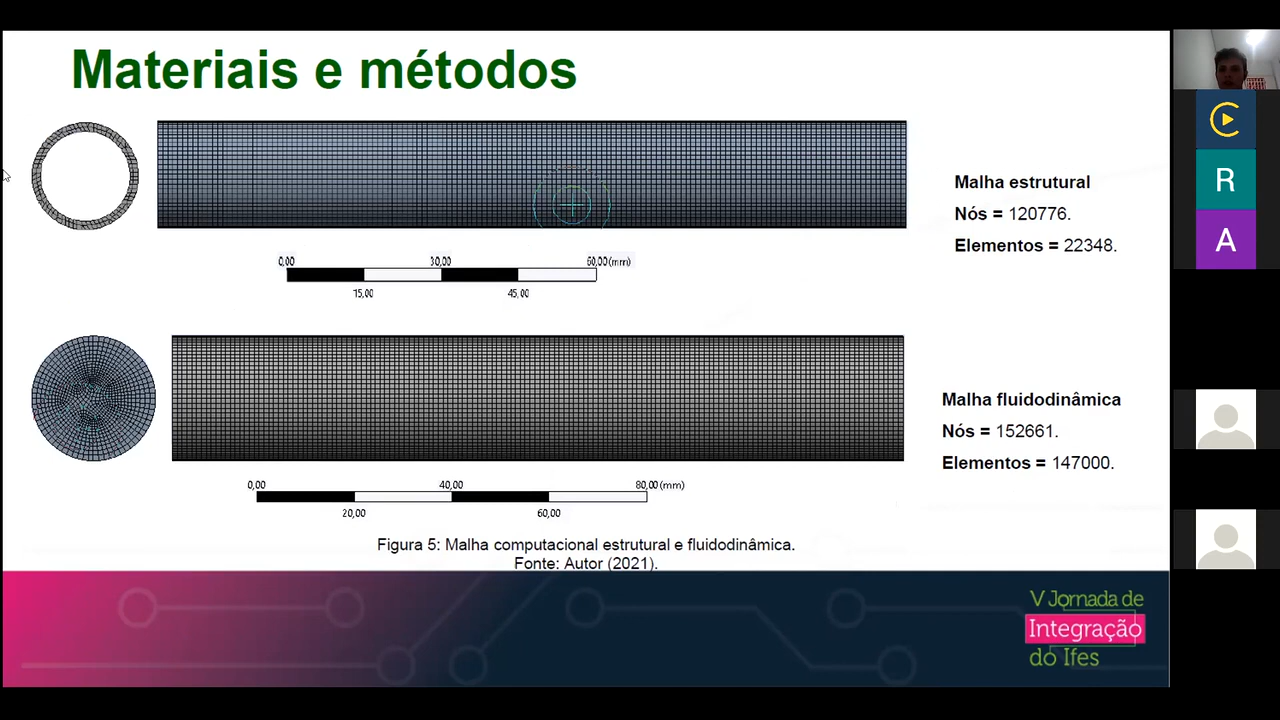 Materiais e métodos
Malha estrutural
Nós = 120776.
Elementos = 22348.
0,00 30,00 60,00 (mm)
15,00 45,00
Malha fluidodinâmica
Nós = 152661.
Elementos = 147000.
0,00 40,00 80,00 (mm)
20,00 60,00
Figura 5: Malha computacional estrutural e fluidodinâmica.
Fonte: Autor (2021).
V Jornada de
Integração
do Ifes
C
R
A